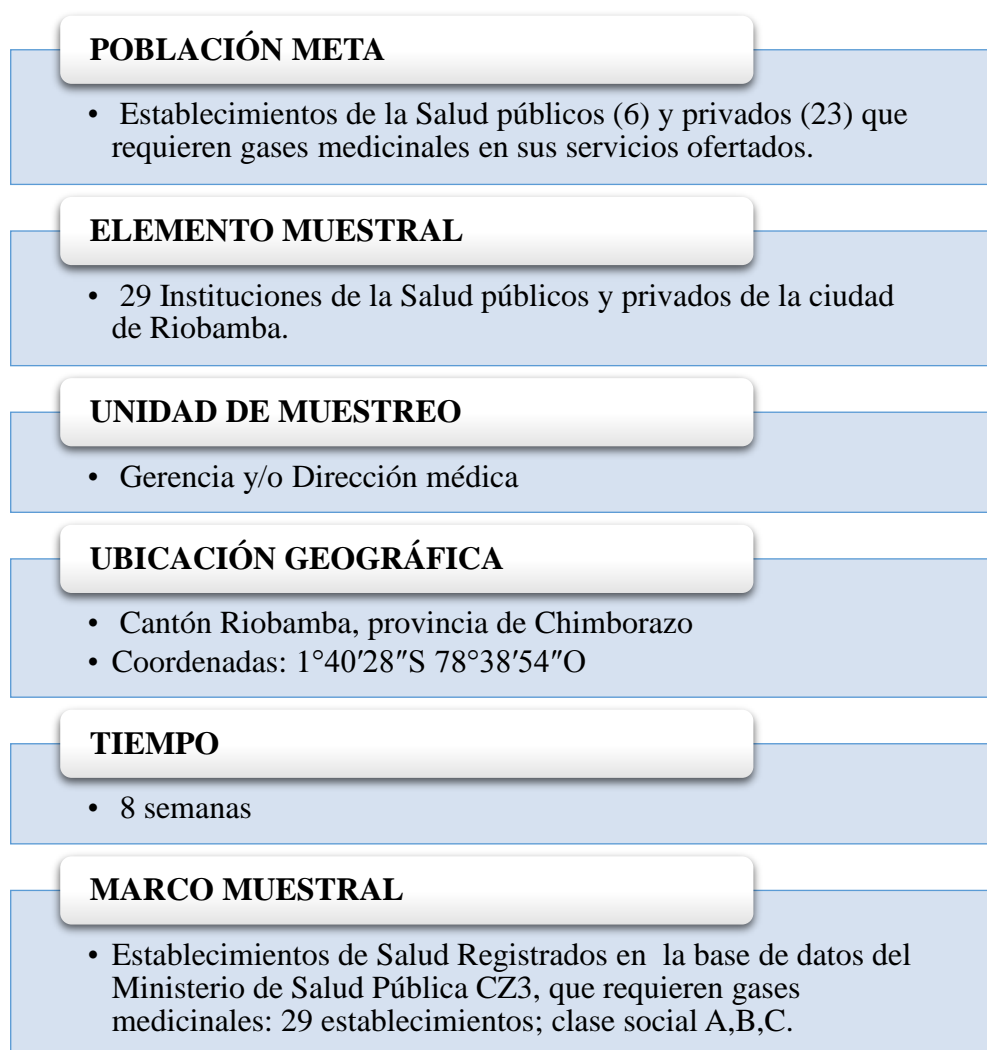 POBLACIÓN META
• Establecimientos de la Salud públicos (6) y privados (23) que
requieren gases medicinales en sus servicios ofertados.
ELEMENTO MUESTRAL
• 29 Instituciones de la Salud públicos y privados de la ciudad
de Riobamba.
UNIDAD DE MUESTREO
• Gerencia y/o Dirección médica
UBICACIÓN GEOGRÁFICA
• Cantón Riobamba, provincia de Chimborazo
• Coordenadas: 1°40′28″S 78°38′54″O
TIEMPO
• 8 semanas
MARCO MUESTRAL
• Establecimientos de Salud Registrados en la base de datos del
Ministerio de Salud Pública CZ3, que requieren gases
medicinales: 29 establecimientos; clase social A,B,C.